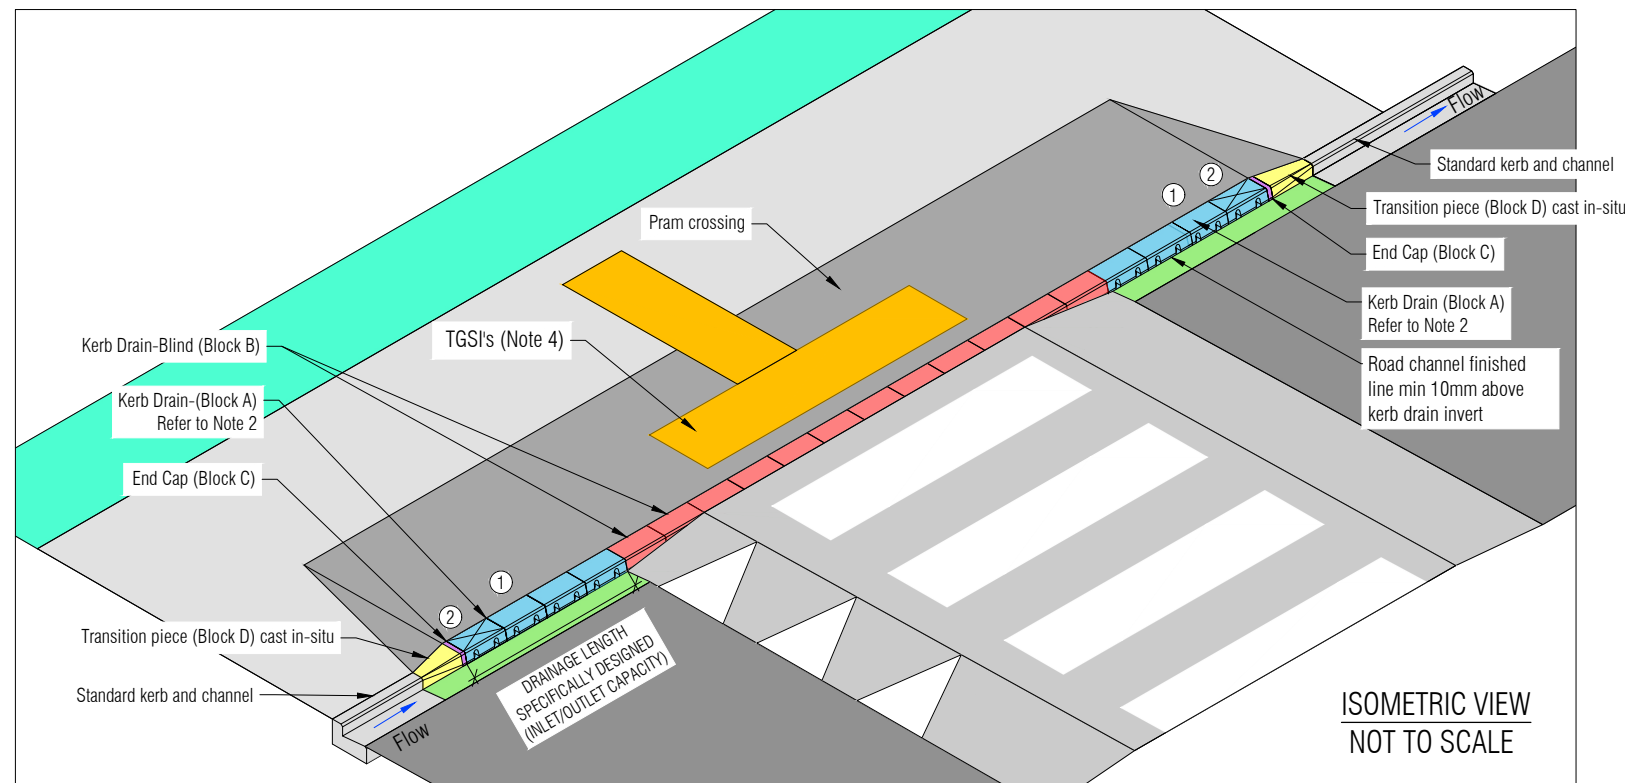 Flow
Standard kerb and channel
②
①
Transition piece (Block D) cast in-situ
Pram crossing
End Cap (Block C)
Kerb Drain (Block A)
Refer to Note 2
TGSI's (Note 4)
Kerb Drain-Blind (Block B)
Road channel finished
line min 10mm above
kerb drain invert
Kerb Drain-(Block A)
Refer to Note 2
End Cap (Block C)
①
②
Transition piece (Block D) cast in-situ
DRAINAGE LENGTH
SPECIFICALLY DESIGNED
(INLET/OUTLET CAPACITY)
Standard kerb and channel
Flow
ISOMETRIC VIEW
NOT TO SCALE